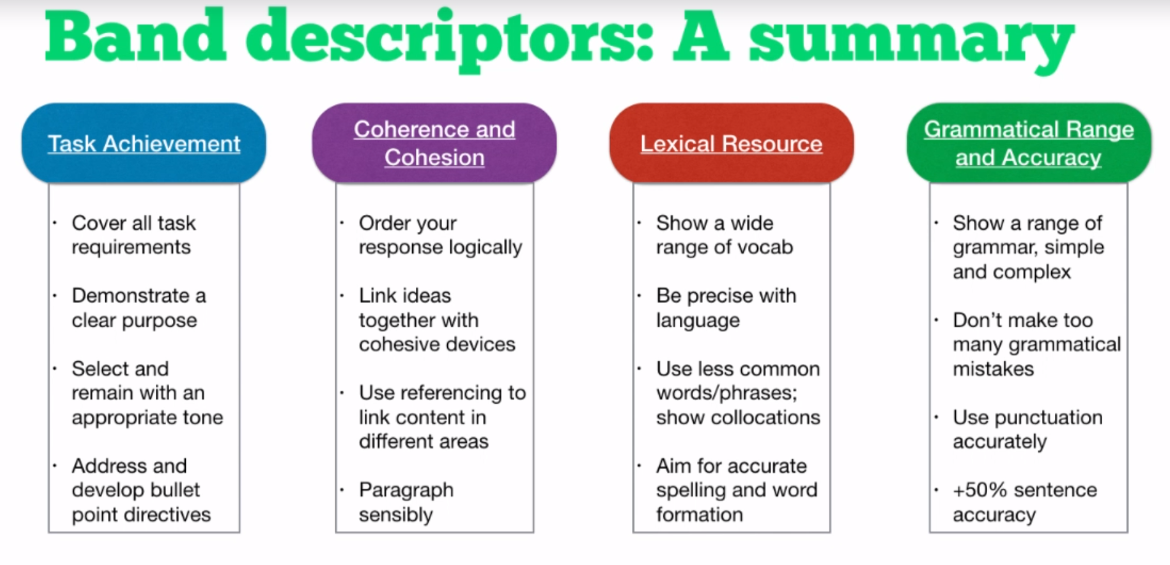 Band descriptors: A summary
Task Achievement
· Cover all task
requirements
· Demonstrate a
clear purpose
· Select and
remain with an
appropriate tone
· Address and
develop bullet
point directives
Coherence and
Cohesion
· Order your
response logically
· Link ideas
together with
cohesive devices
· Use referencing to
link content in
different areas
· Paragraph
sensibly
Lexical Resource
· Show a wide
range of vocab
· Be precise with
language
· Use less common
words/phrases;
show collocations
· Aim for accurate
spelling and word
formation
Grammatical Range
and Accuracy
· Show a range of
grammar, simple
and complex
· Don’t make too
many grammatical
mistakes
· Use punctuation
accurately
· +50% sentence
accuracy